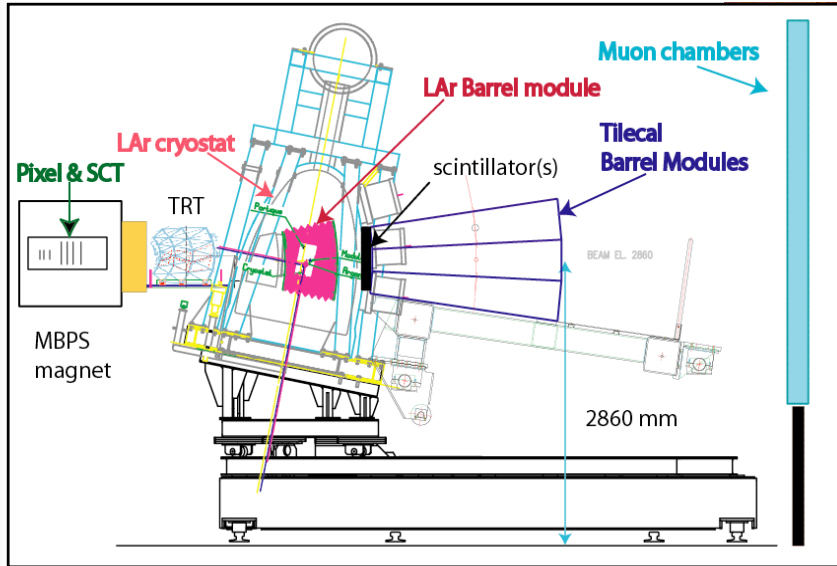 Muon chambers
LAr Barrel module
LAr cryostat
Tilecal
Barrel Modules
scintillator(s)
Pixel & SCT
TRT
BEAM EL. 2860
Cryostat
MBPS
magnet
2860 mm